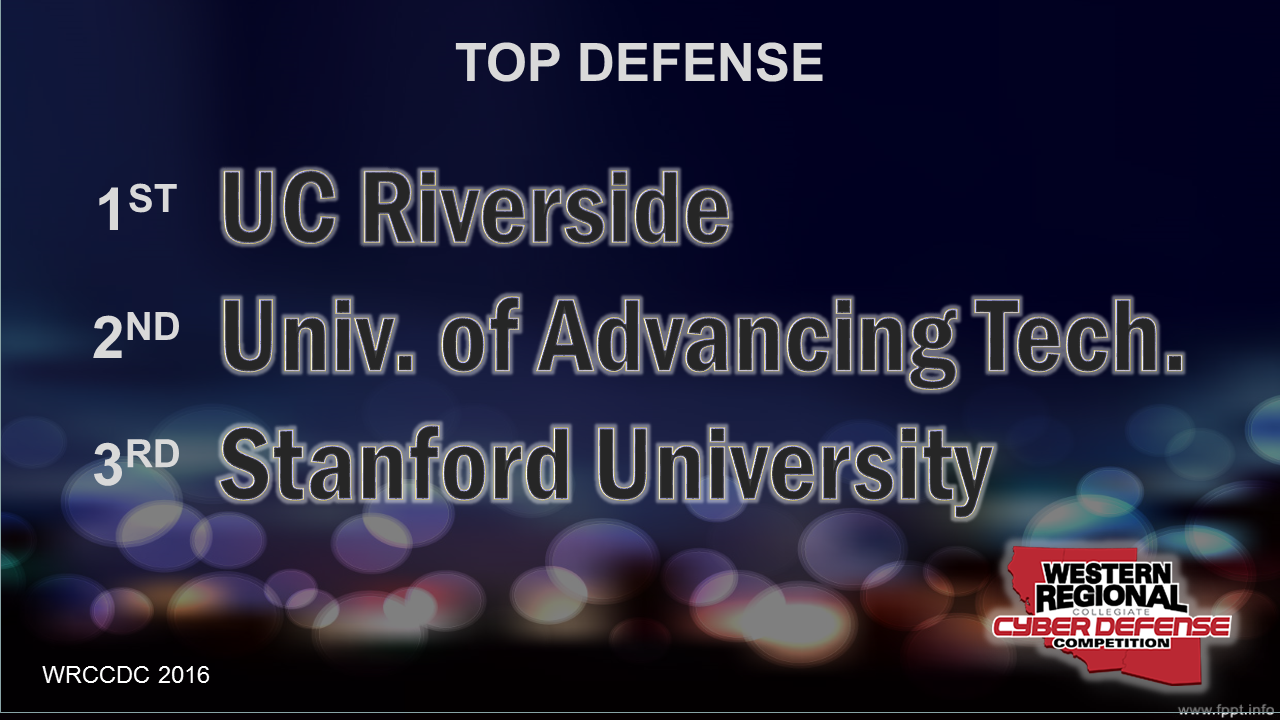 TOP DEFENSE
1ST UC Riverside
2ND Univ. of Advancing Tech.
3RD Stanford University
WESTERN
REGIONAL
COLLEGIATE
CYBER DEFENSE
COMPETITION
WRCCDC 2016
www.fppt.info